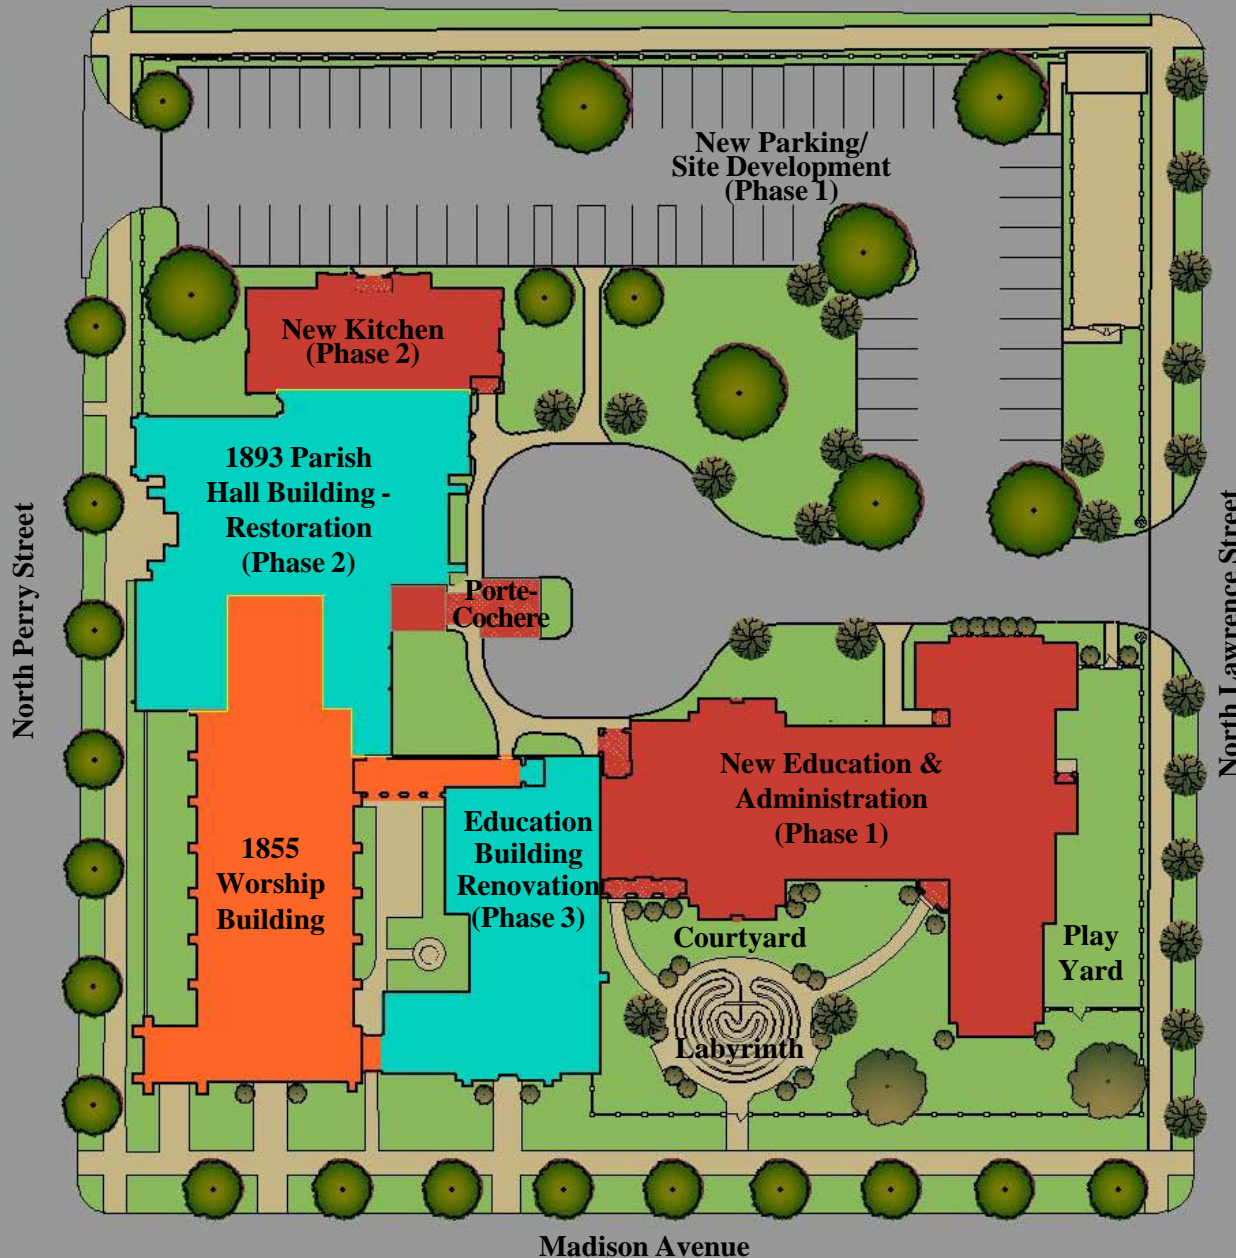 New Parking/
Site Development
(Phase 1)
New Kitchen
(Phase 2)
1893 Parish
Hall Building -
Restoration
(Phase 2)
North Perry Street
North Lawrence Street
Porte-
Cochere
New Education &
Administration
(Phase 1)
Education
Building
Renovation
(Phase 3)
1855
Worship
Building
Courtyard
Play
Yard
Labyrinth
Madison Avenue